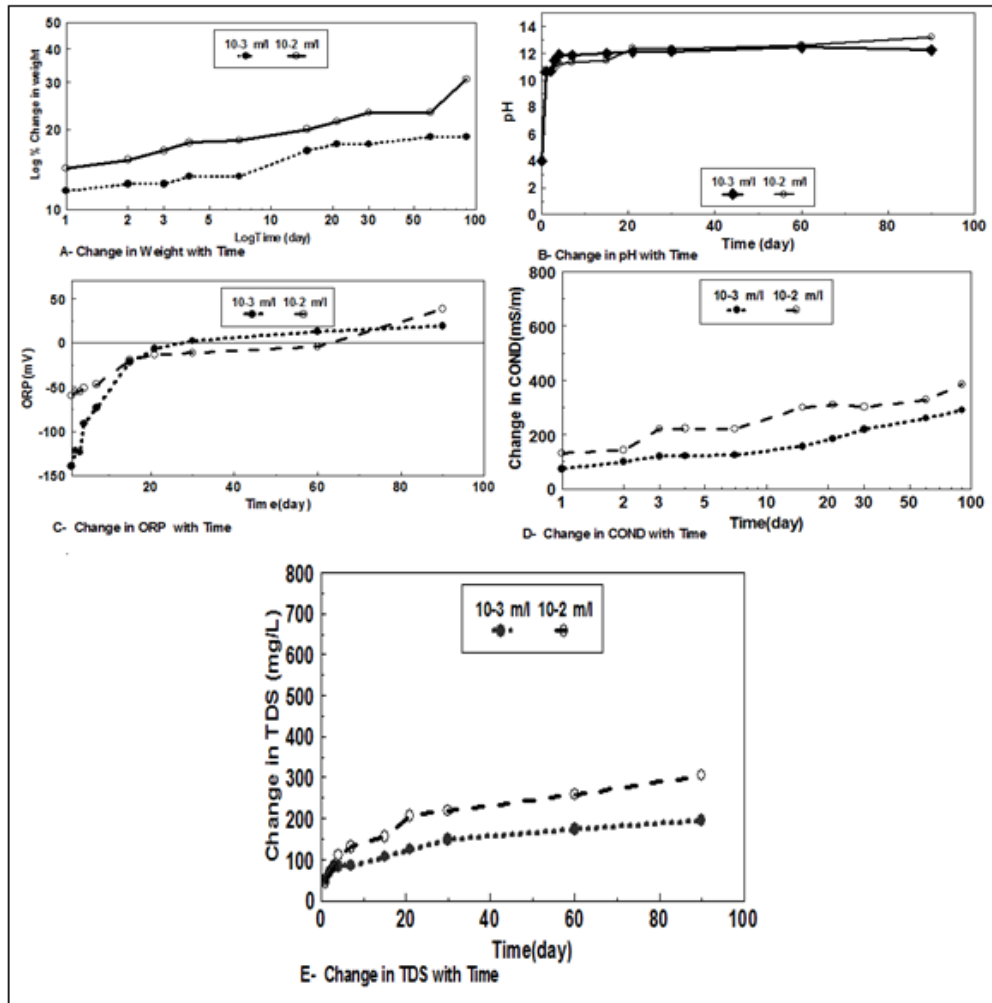 10-3 m/l 10-2 m/l
Log % Change in weight
50
50
30
20
10
1 2 3 5 10 20 30 50 100
LogTime (day)
A- Change in Weight with Time
14
12
10
8
6
4
2
0
pH
10-3 m/l 10-2 m/l
0 20 40 60 80 100
Time (day)
B- Change in pH with Time
10-3 m/l 10-2 m/l
50
0
-50
-100
-150
ORP(mV)
20 40 60 80 100
Time(day)
C- Change in ORP with Time
10-3 m/l 10-2 m/l
800
600
400
200
0
Change in COND(mS/m)
1 2 3 5 10 20 30 50 100
Time(day)
D- Change in COND with Time
10-3 m/l 10-2 m/l
800
700
600
500
400
300
200
100
0
Change in TDS (mg/L)
0 20 40 60 80 100
Time(day)
E- Change in TDS with Time